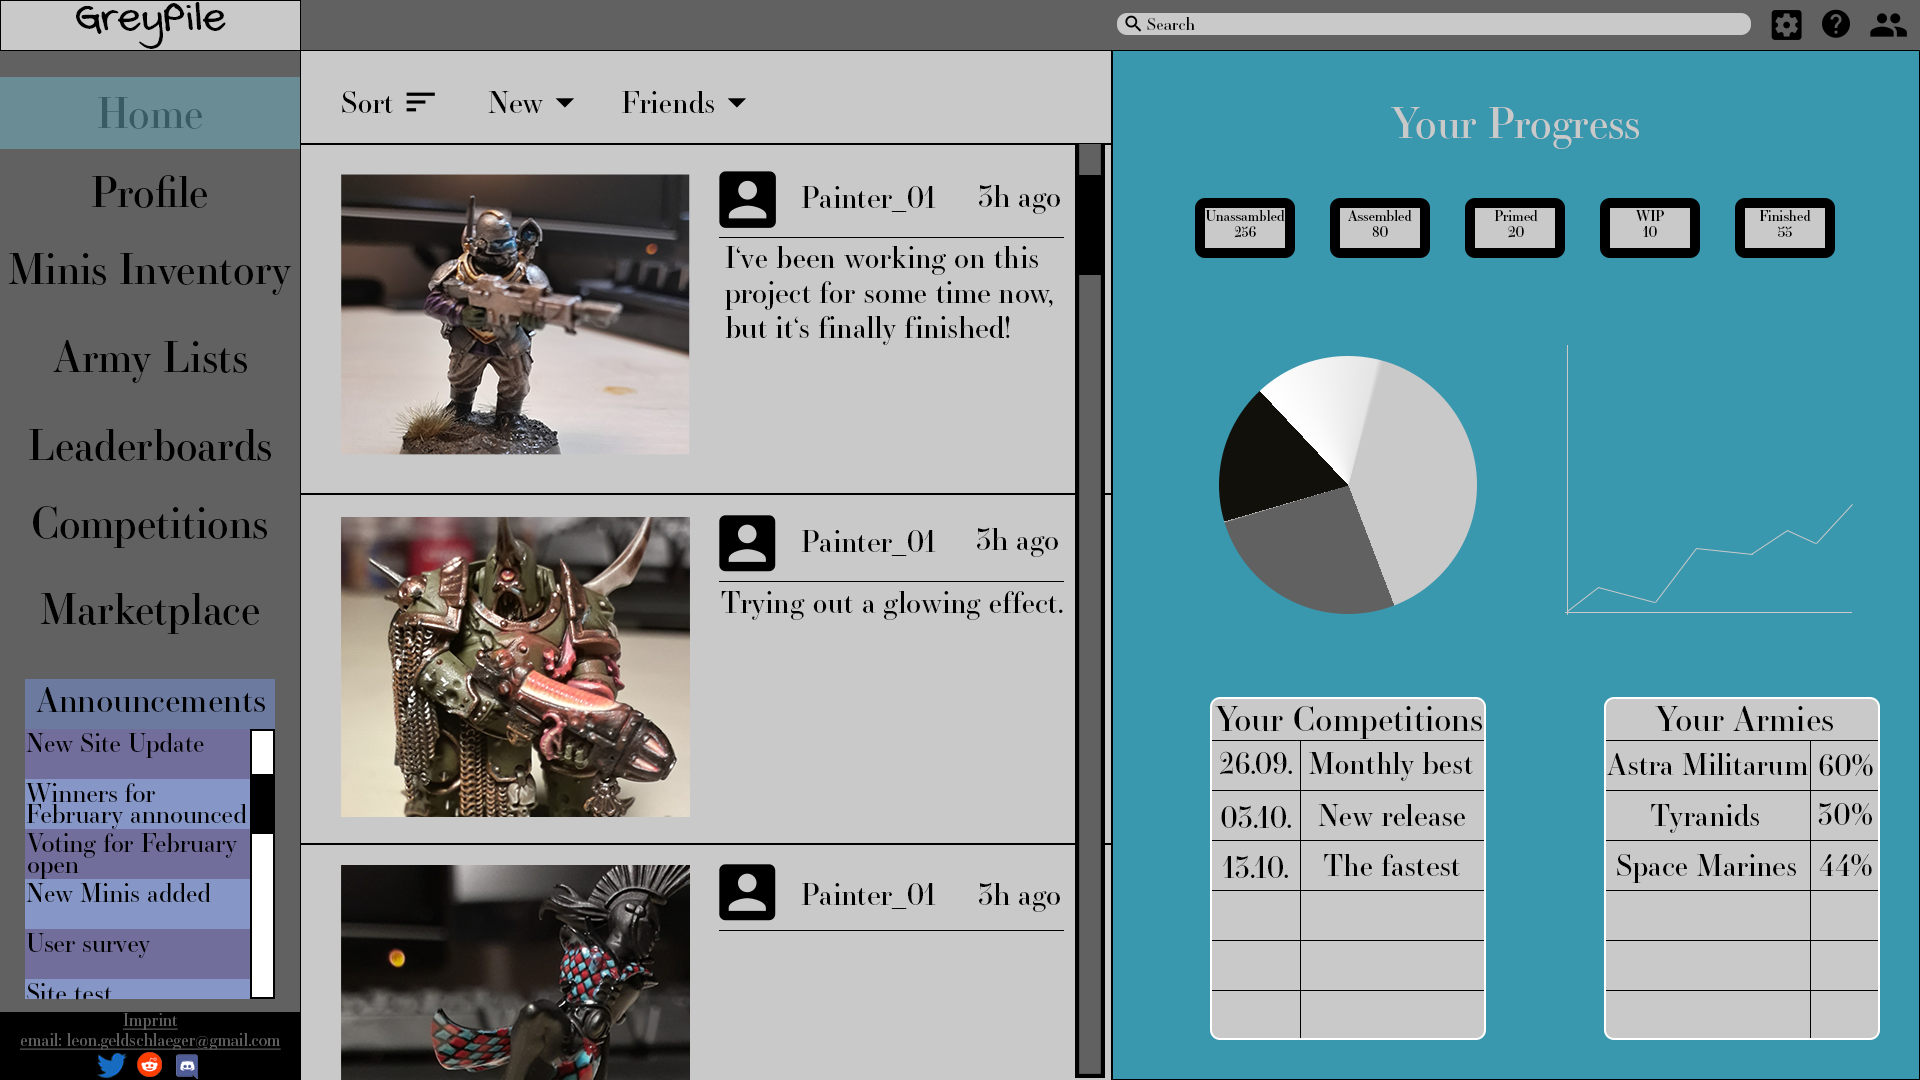 GreyPile
Search
Home
Profile
Minis Inventory
Army Lists
Leaderboards
Competitions
Marketplace
Announcements
New Site Update
Winners for
February announced
Voting for February
open
New Minis added
User survey
Site test
Imprint
email: leon.geldschlaeger@gmail.com
Sort New Friends
Painter_01 3h ago
I‘ve been working on this
project for some time now,
but it‘s finally finished!
Painter_01 3h ago
Trying out a glowing effect.
Painter_01 3h ago
Your Progress
Unassambled
256
Assembled
80
Primed
20
WIP
10
Finished
55
Your Competitions
26.09. Monthly best
03.10. New release
13.10. The fastest
Your Armies
Astra Militarum 60%
Tyranids 30%
Space Marines 44%